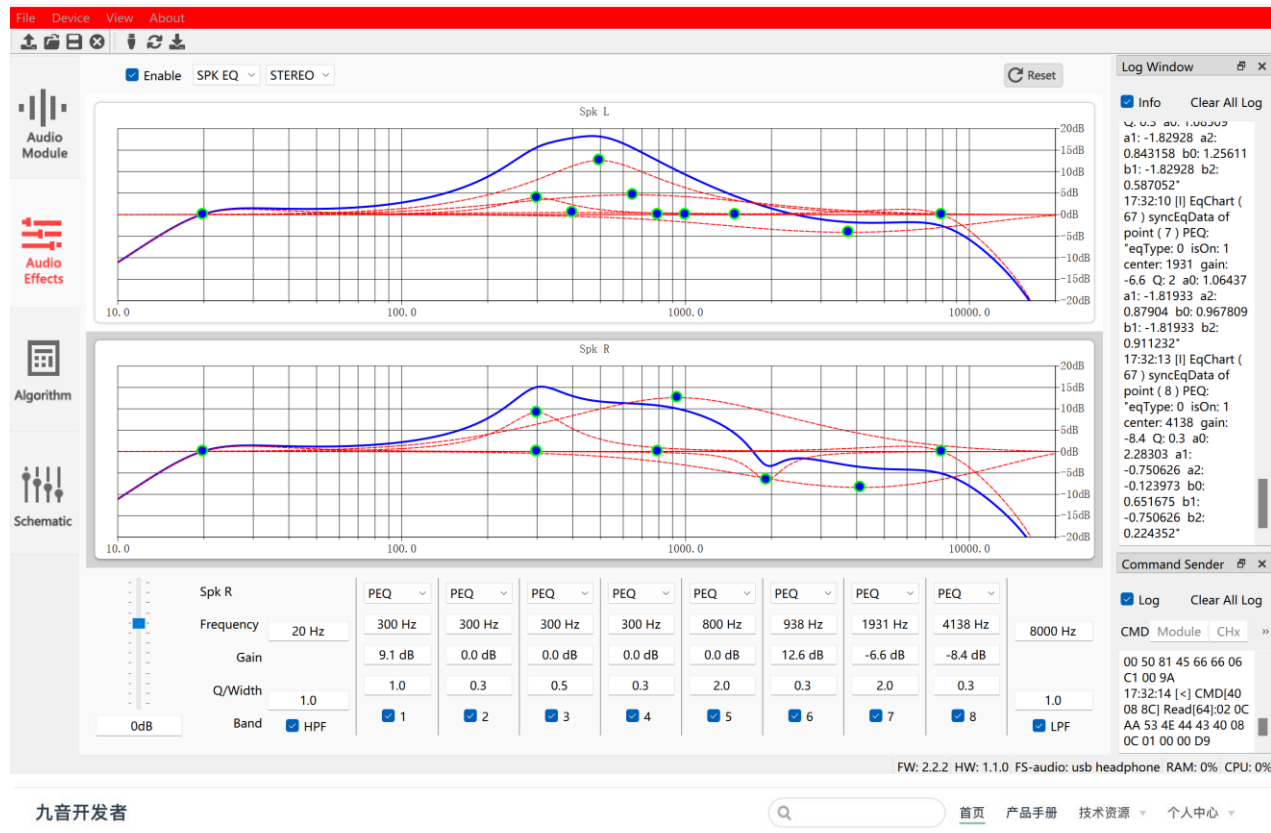 File Device View About
Enable SPK EQ STEREO Reset
Audio
Module
Audio
Effects
Algorithm
Schematic
Spk L
20dB
15dB
10dB
5dB
0dB
-5dB
-10dB
-15dB
-20dB
10.0 100.0 1000.0 10000.0
Spk R
20dB
15dB
10dB
5dB
0dB
-5dB
-10dB
-15dB
-20dB
10.0 100.0 1000.0 10000.0
Spk R PEQ PEQ PEQ PEQ PEQ PEQ PEQ PEQ
Frequency 20 Hz 300 Hz 300 Hz 300 Hz 300 Hz 800 Hz 938 Hz 1931 Hz 4138 Hz 8000 Hz
Gain 9.1 dB 0.0 dB 0.0 dB 0.0 dB 0.0 dB 12.6 dB -6.6 dB -8.4 dB
Q/Width 1.0 1.0 0.3 0.5 0.3 2.0 0.3 2.0 0.3 1.0
0dB Band HPF 1 2 3 4 5 6 7 8 LPF
Log Window
Info Clear All Log
Q: 0.3 a0: 1.08309
a1: -1.82928 a2:
0.843158 b0: 1.25611
b1: -1.82928 b2:
0.587052"
17:32:10 [I] EqChart (
67 ) syncEqData of
point ( 7 ) PEQ:
"eqType: 0 isOn: 1
center: 1931 gain:
-6.6 Q: 2 a0: 1.06437
a1: -1.81933 a2:
0.87904 b0: 0.967809
b1: -1.81933 b2:
0.911232"
17:32:13 [I] EqChart (
67 ) syncEqData of
point ( 8 ) PEQ:
"eqType: 0 isOn: 1
center: 4138 gain:
-8.4 Q: 0.3 a0:
2.28303 a1:
-0.750626 a2:
-0.123973 b0:
0.651675 b1:
-0.750626 b2:
0.224352"
Command Sender
Log Clear All Log
CMD Module CHx »
00 50 81 45 66 66 06
C1 00 9A
17:32:14 [<] CMD[40
08 8C] Read[64]:02 0C
AA 53 4E 44 43 40 08
0C 01 00 00 D9
FW: 2.2.2 HW: 1.1.0 FS-audio: usb headphone RAM: 0% CPU: 0%
九音开发者 首页 产品手册 技术资源 个人中心